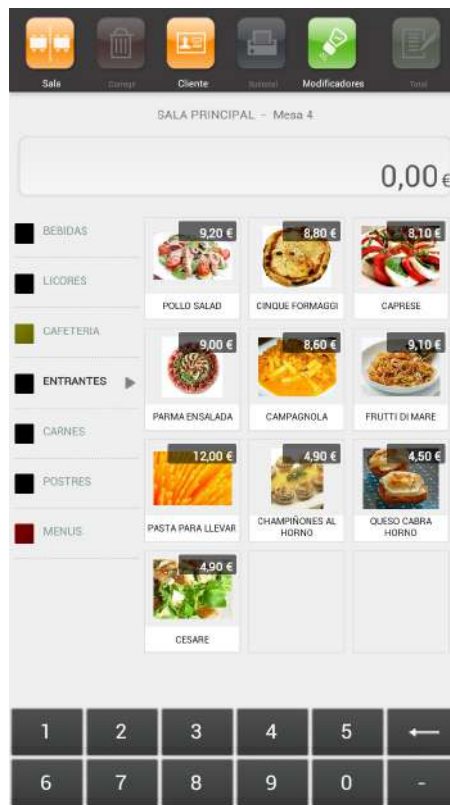 Sala
Corregir
Cliente
Subtotal
Modificadores
Total
SALA PRINCIPAL - Mesa 4
0,00 €
BEBIDAS
LICORES
CAFETERIA
ENTRANTES
CARNES
POSTRES
MENUS
9,20 €
POLLO SALAD
8,80 €
CINQUE FORMAGGI
8,10 €
CAPRESE
9,00 €
PARMA ENSALADA
8,60 €
CAMPAGNOLA
9,10 €
FRUTTI DI MARE
12,00 €
PASTA PARA LLEVAR
4,90 €
CHAMPIÑONES AL
HORNO
4,50 €
QUESO CABRA
HORNO
4,90 €
CESARE
1 2 3 4 5
6 7 8 9 0 -